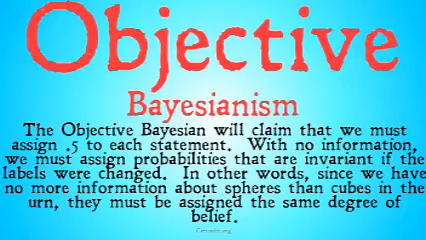 Objective
Bayesianism
The Objective Bayesian will claim that we must
assign .5 to each statement. With no information,
we must assign probabilities that are invariant if the
labels were changed. In other words, since we have
no more information about spheres than cubes in the
urn, they must be assigned the same degree of
belief.